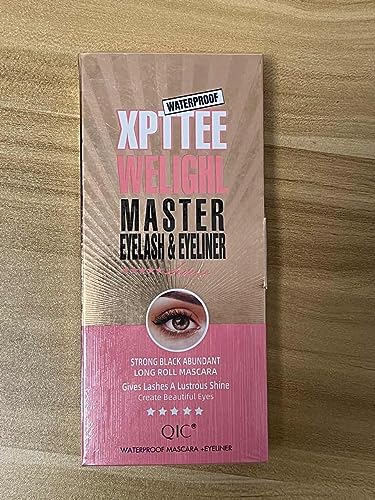 WATERPROOF
XPTTEE
WELIGHL
MASTER
EYELASH & EYELINER
STRONG BLACK ABUNDANT
LONG ROLL MASCARA
Gives Lashes A Lustrous Shine
Create Beautiful Eyes
QIC®
WATERPROOF MASCARA +EYELINER